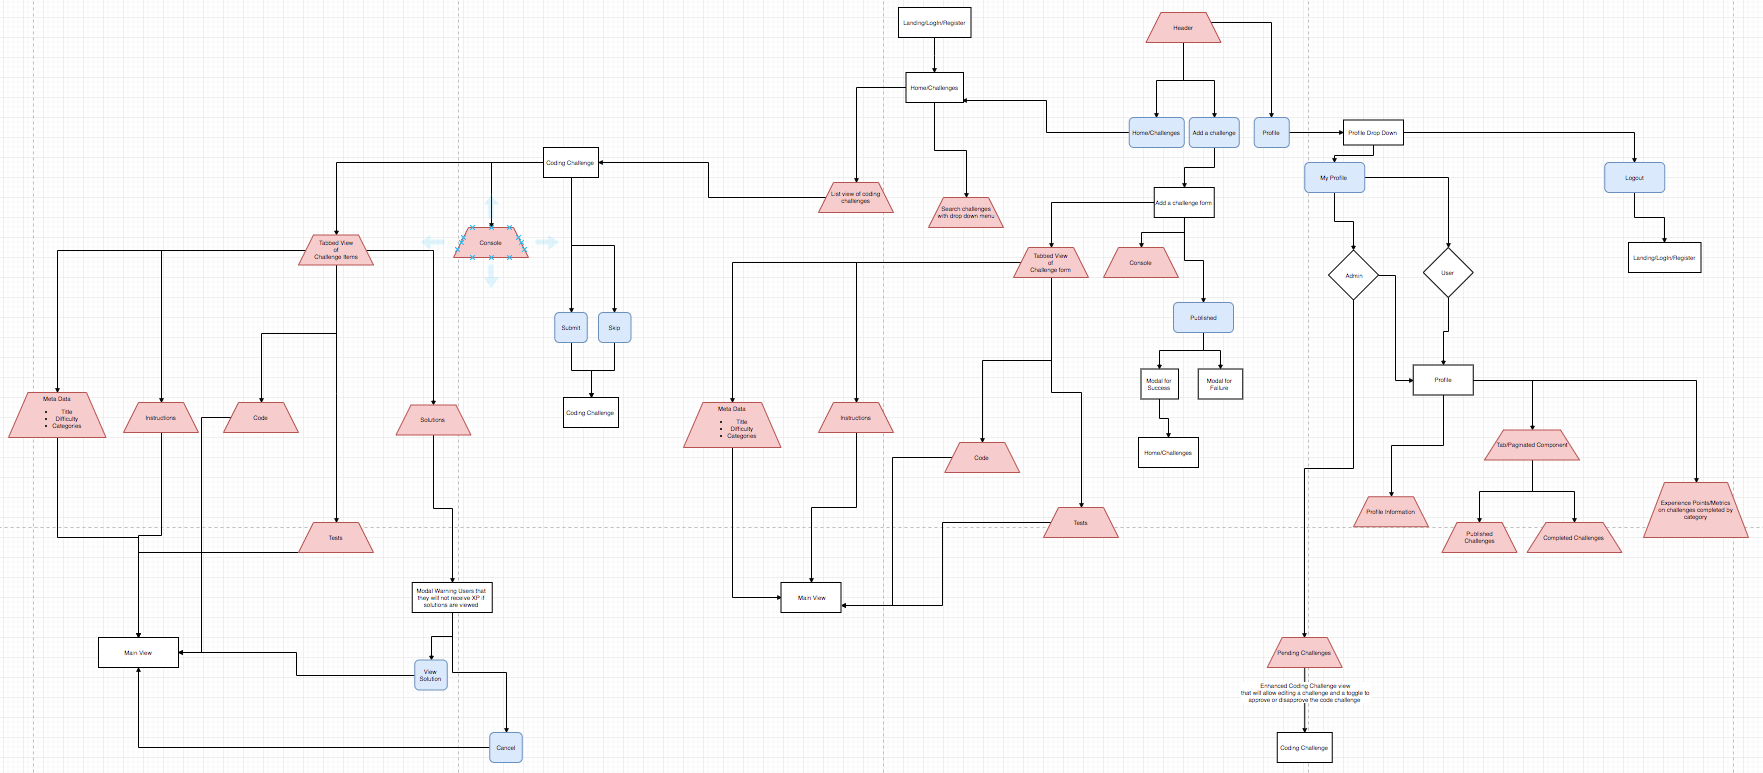 Landing/LogIn/Register
Header
Home/Challenges
Home/Challenges
Add a challenge
Profile
Profile Drop Down
Coding Challenge
My Profile
Logout
List view of coding
challenges
Search challenges
with drop down menu
Add a challenge form
Tabbed View
of
Challenge Items
Console
Tabbed View
of
Challenge form
Console
Admin
User
Landing/LogIn/Register
Submit
Skip
Published
Modal for
Success
Modal for
Failure
Profile
Meta Data
Title
Difficulty
Categories
Instructions
Code
Solutions
Coding Challenge
Meta Data
Title
Difficulty
Categories
Instructions
Code
Home/Challenges
Tab/Paginated Component
Profile Information
Experience Points/Metrics
on challenges completed by
category
Tests
Tests
Published
Challenges
Completed Challenges
Modal Warning Users that
they will not receive XP if
solutions are viewed
Main View
Main View
View
Solution
Pending Challenges
Enhanced Coding Challenge view
that will allow editing a challenge and a toggle to
approve or disapprove the code challenge
Cancel
Coding Challenge